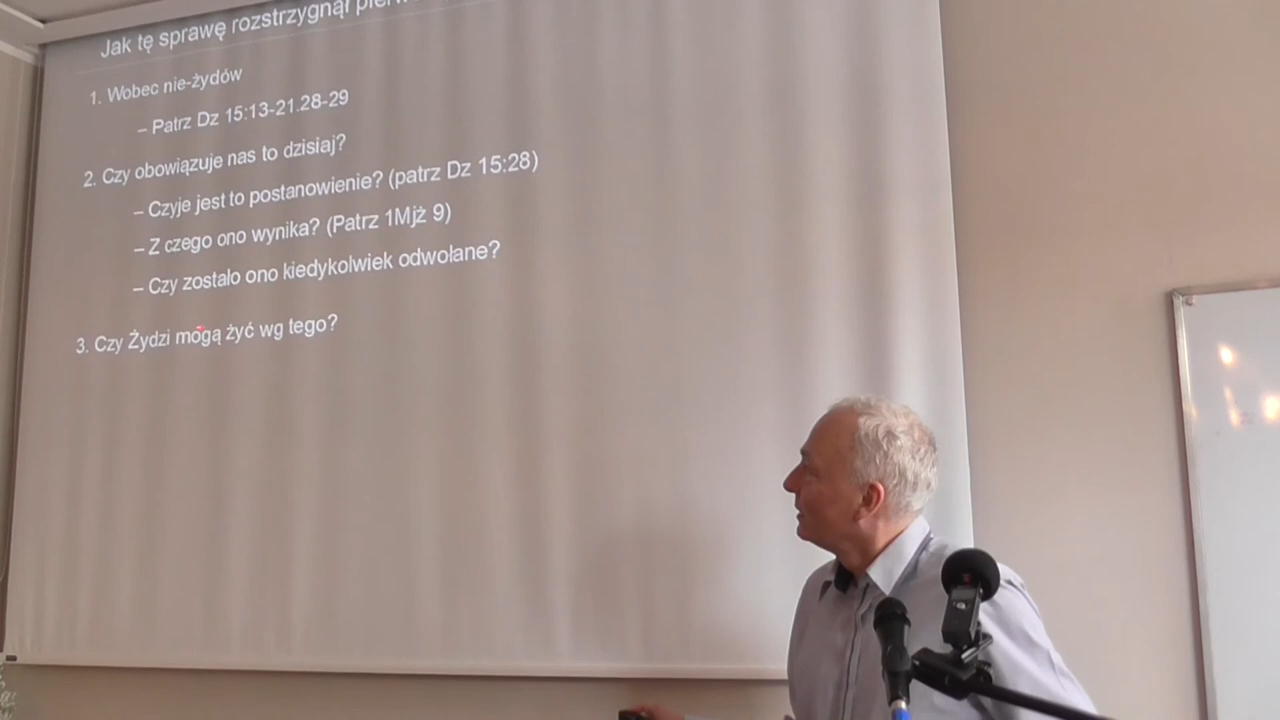 Jak tę sprawę rozstrzygnął
1. Wobec nie-żydów
– Patrz Dz 15:13-21.28-29
2. Czy obowiązuje nas to dzisiaj?
– Czyje jest to postanowienie? (patrz Dz 15:28)
– Z czego ono wynika? (Patrz 1Mjż 9)
– Czy zostało ono kiedykolwiek odwołane?
3. Czy Żydzi mogą żyć wg tego?